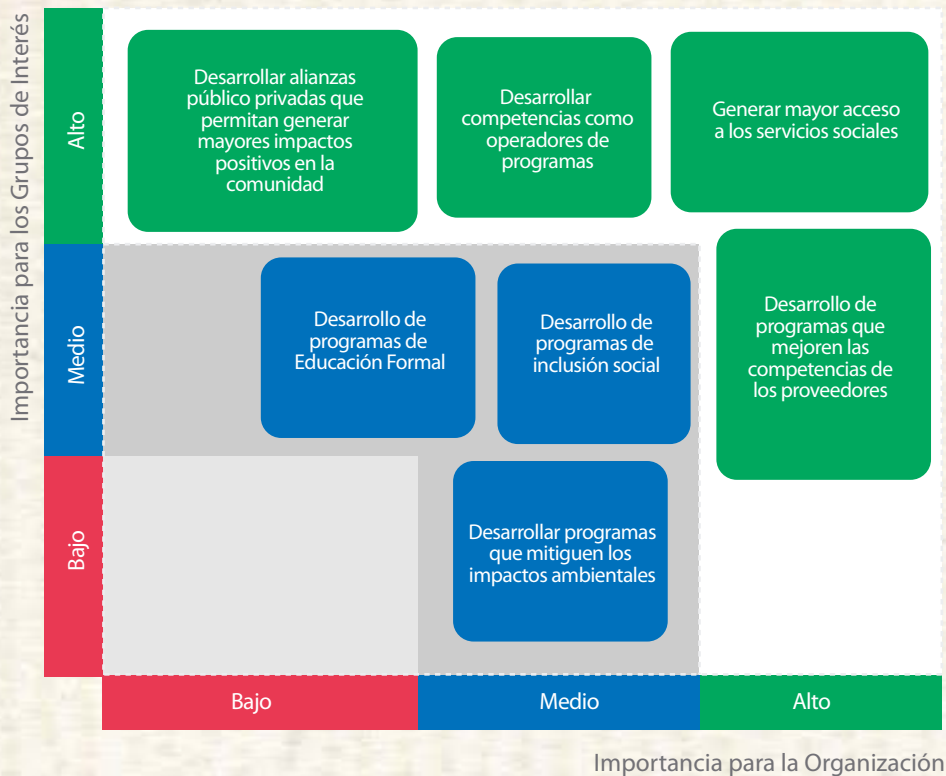 Importancia para los Grupos de Interés
Alto
Desarrollar alianzas
público privadas que
permitan generar
mayores impactos
positivos en la
comunidad
Desarrollar
competencias como
operadores de
programas
Generar mayor acceso
a los servicios sociales
Medio
Desarrollo de
programas de
Educación Formal
Desarrollo de
programas de
inclusión social
Desarrollo de
programas que
mejoren las
competencias de
los proveedores
Bajo
Desarrollar programas
que mitiguen los
impactos ambientales
Bajo
Medio
Alto
Importancia para la Organización